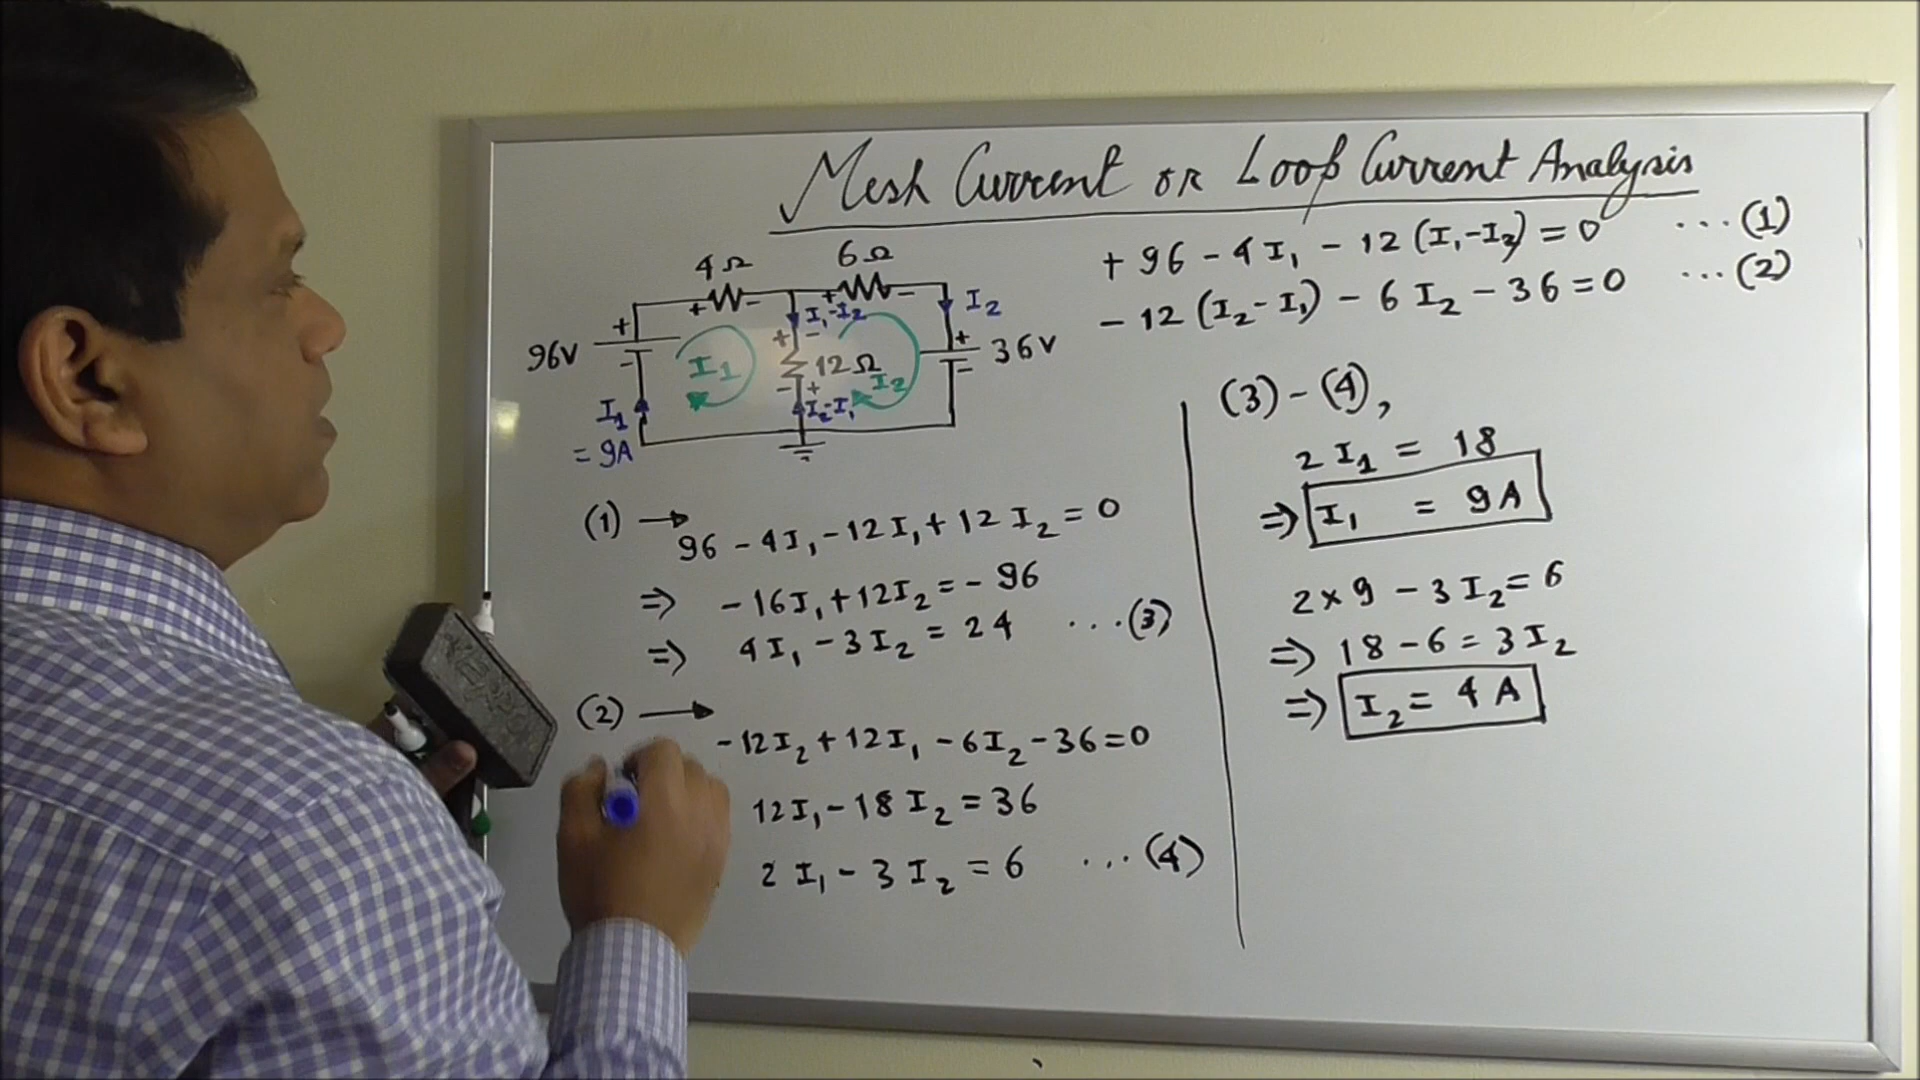 Mesh Current or Loop Current Analysis
+ 96 - 4I₁ - 12(I₁-I₂) = 0 ...(1)
- 12(I₂-I₁) - 6I₂ - 36 = 0 ...(2)
4Ω
6Ω
+ - + -
I₁-I₂
I₂
96V
+
-
I₁
+ -
12Ω
- +
I₂
+
-
36V
I₁
= 9A
I₂-I₁
(1) →
96 - 4I₁ - 12I₁ + 12I₂ = 0
⇒ - 16I₁ + 12I₂ = - 96
⇒ 4I₁ - 3I₂ = 24 ...(3)
(2) →
- 12I₂ + 12I₁ - 6I₂ - 36 = 0
12I₁ - 18I₂ = 36
2I₁ - 3I₂ = 6 ...(4)
(3) - (4),
2I₁ = 18
⇒ I₁ = 9A
2×9 - 3I₂ = 6
⇒ 18 - 6 = 3I₂
⇒ I₂ = 4A